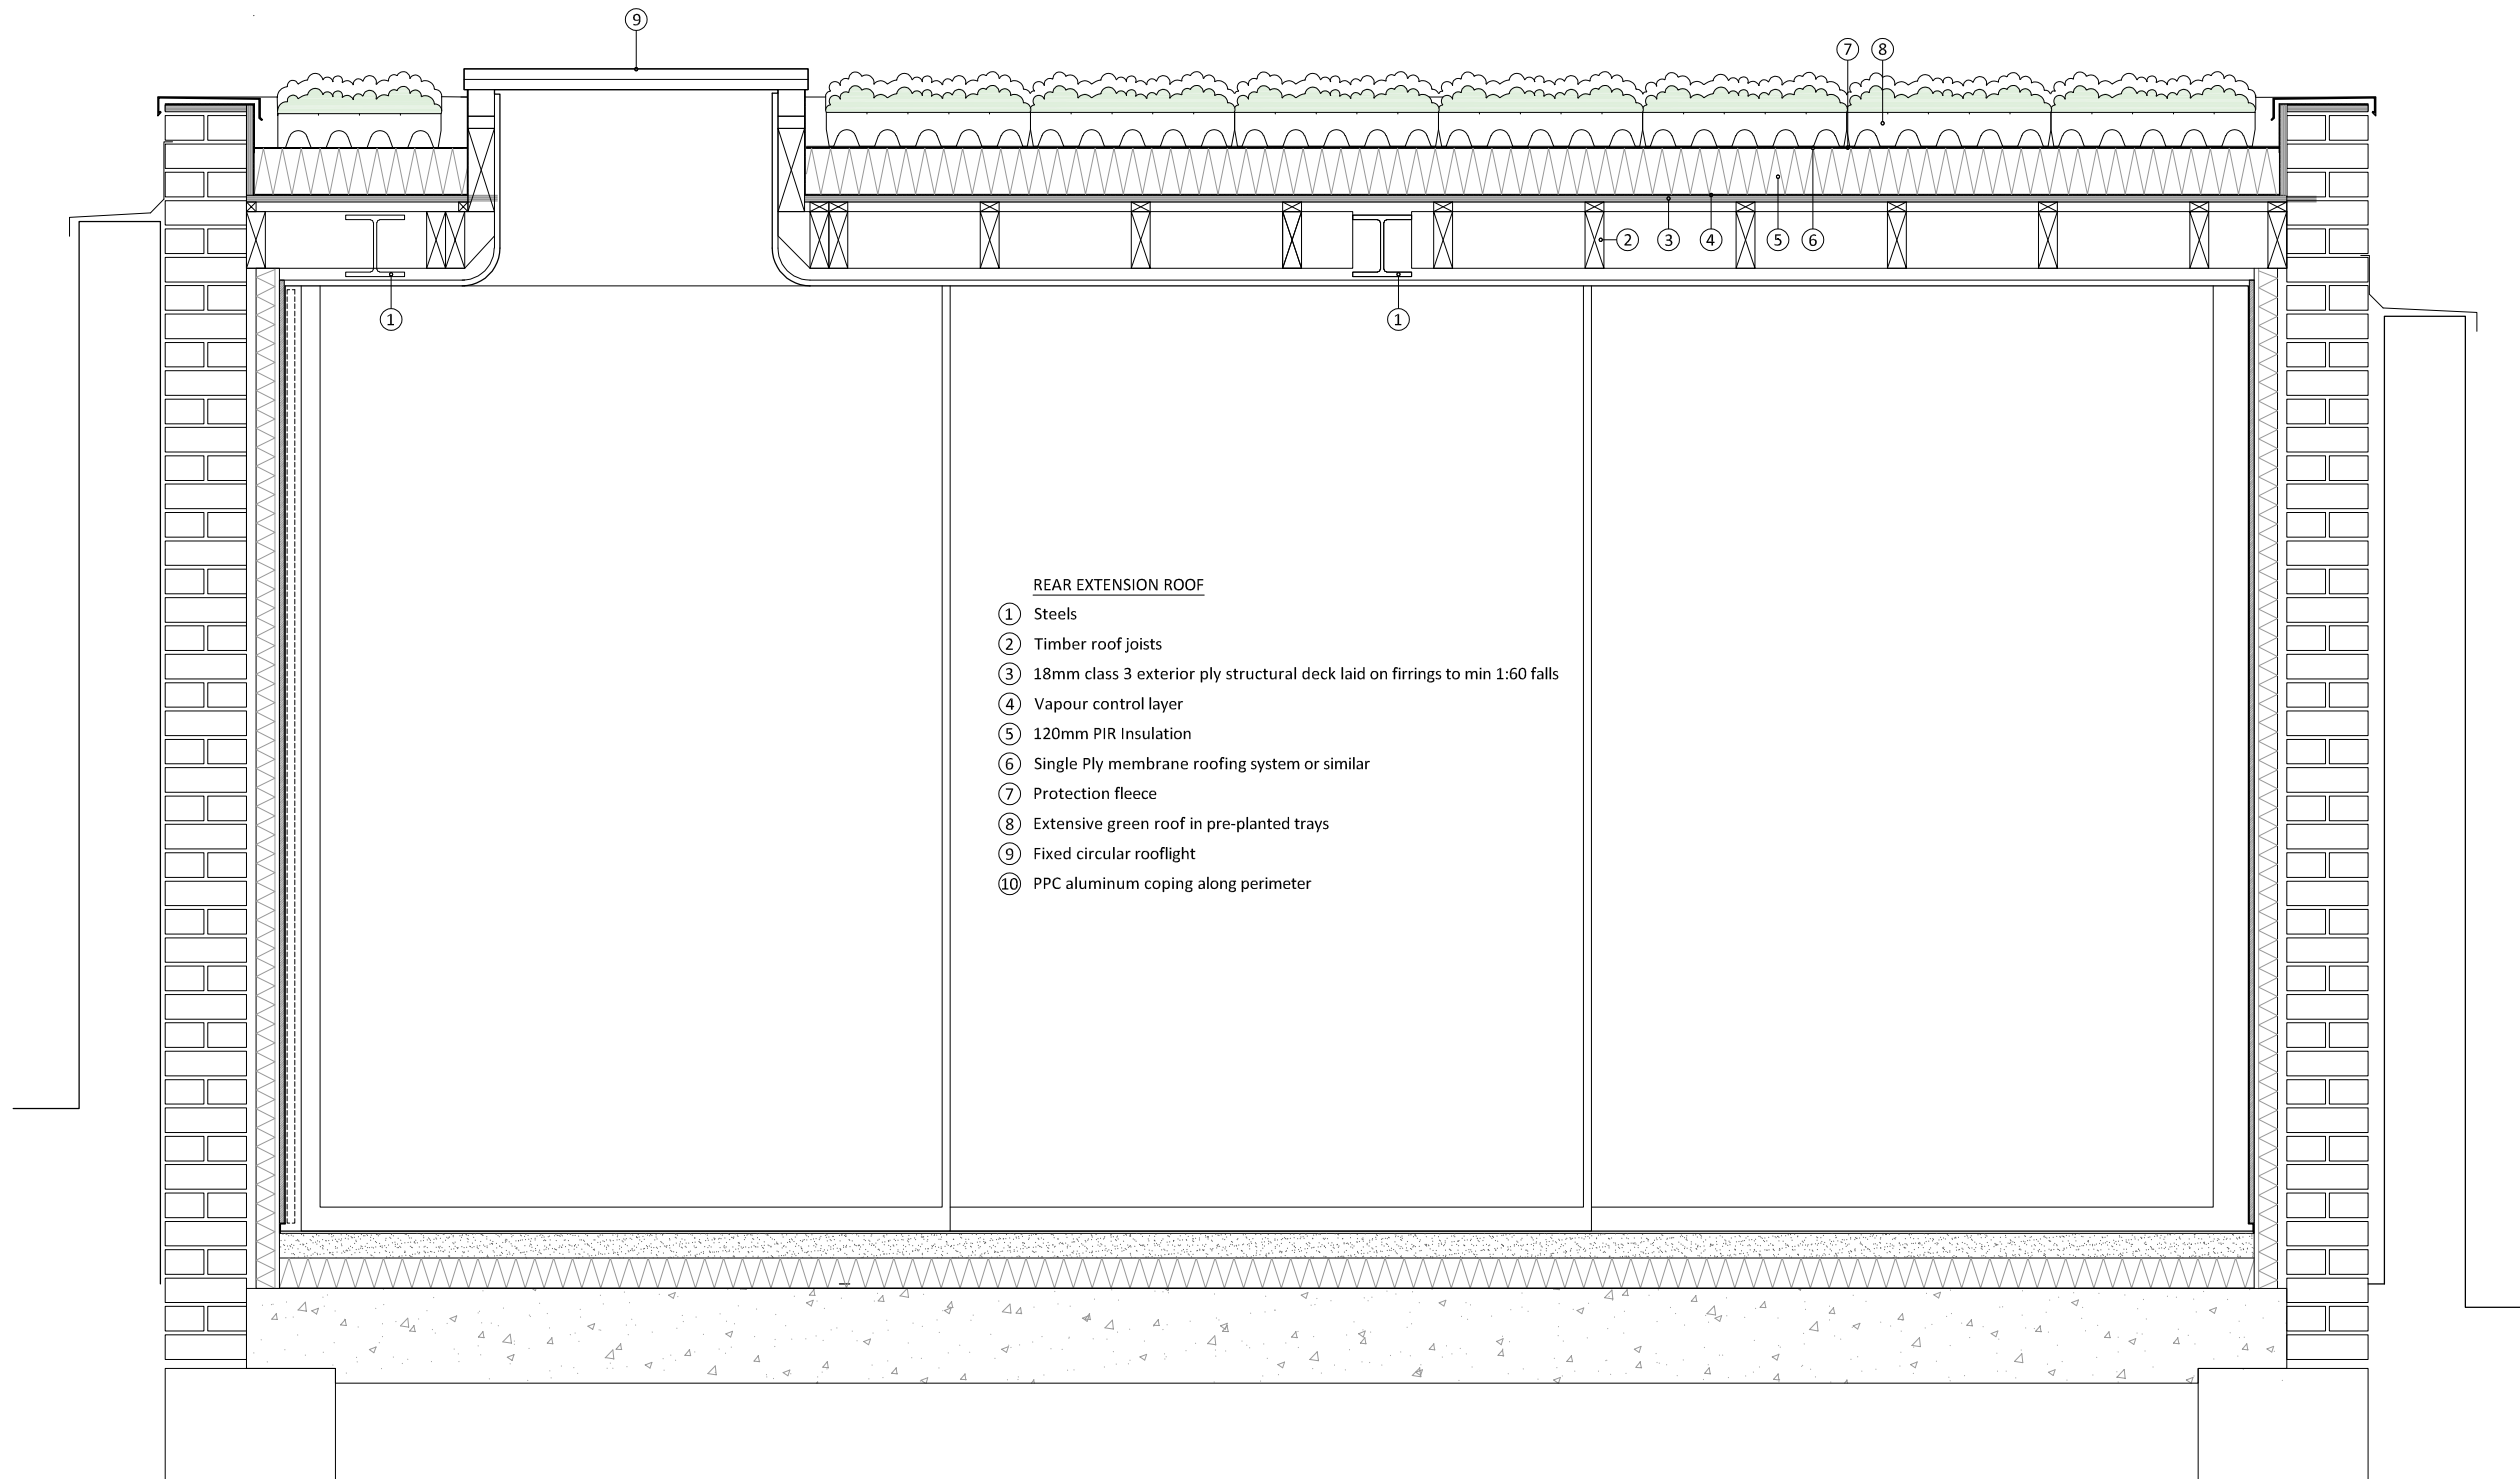 9
7 8
2 3 4 5 6
1 1
REAR EXTENSION ROOF
1 Steels
2 Timber roof joists
3 18mm class 3 exterior ply structural deck laid on firrings to min 1:60 falls
4 Vapour control layer
5 120mm PIR Insulation
6 Single Ply membrane roofing system or similar
7 Protection fleece
8 Extensive green roof in pre-planted trays
9 Fixed circular rooflight
10 PPC aluminum coping along perimeter